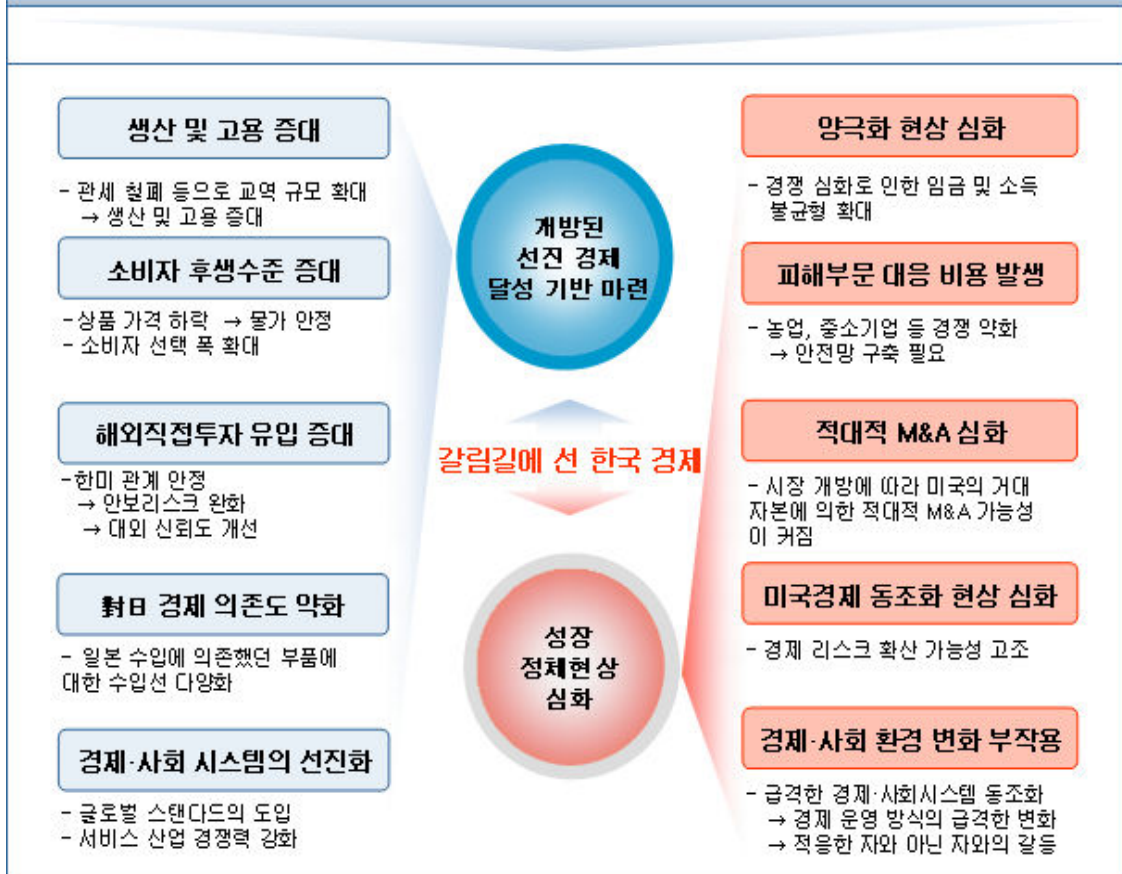 생산 및 고용 증대
- 관세 철폐 등으로 교역 규모 확대
→ 생산 및 고용 증대
소비자 후생수준 증대
- 상품 가격 하락 → 물가 안정
- 소비자 선택 폭 확대
해외직접투자 유입 증대
- 한미 관계 안정
→ 안보리스크 완화
→ 대외 신뢰도 개선
對日 경제 의존도 약화
- 일본 수입에 의존했던 부품에
대한 수입선 다양화
경제·사회 시스템의 선진화
- 글로벌 스탠다드의 도입
- 서비스 산업 경쟁력 강화
개방된
선진 경제
달성 기반 마련
갈림길에 선 한국 경제
성장
정체현상
심화
양극화 현상 심화
- 경쟁 심화로 인한 임금 및 소득
불균형 확대
피해부문 대응 비용 발생
- 농업, 중소기업 등 경쟁 약화
→ 안전망 구축 필요
적대적 M&A 심화
- 시장 개방에 따라 미국의 거대
자본에 의한 적대적 M&A 가능성
이 커짐
미국경제 동조화 현상 심화
- 경제 리스크 확산 가능성 고조
경제·사회 환경 변화 부작용
- 급격한 경제·사회시스템 동조화
→ 경제 운영 방식의 급격한 변화
→ 적응한 자와 아닌 자와의 갈등